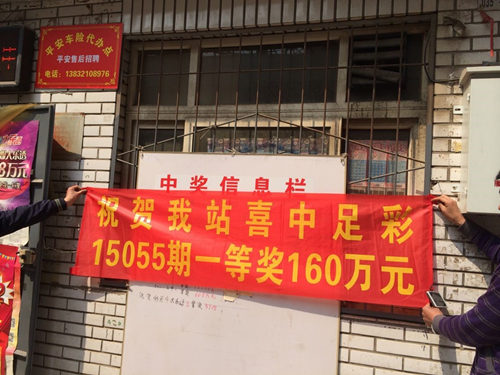 平安车险代办点
平安售后招聘
电话：13832108976
中奖信息栏
祝贺我站喜中足彩
15055期一等奖160万元